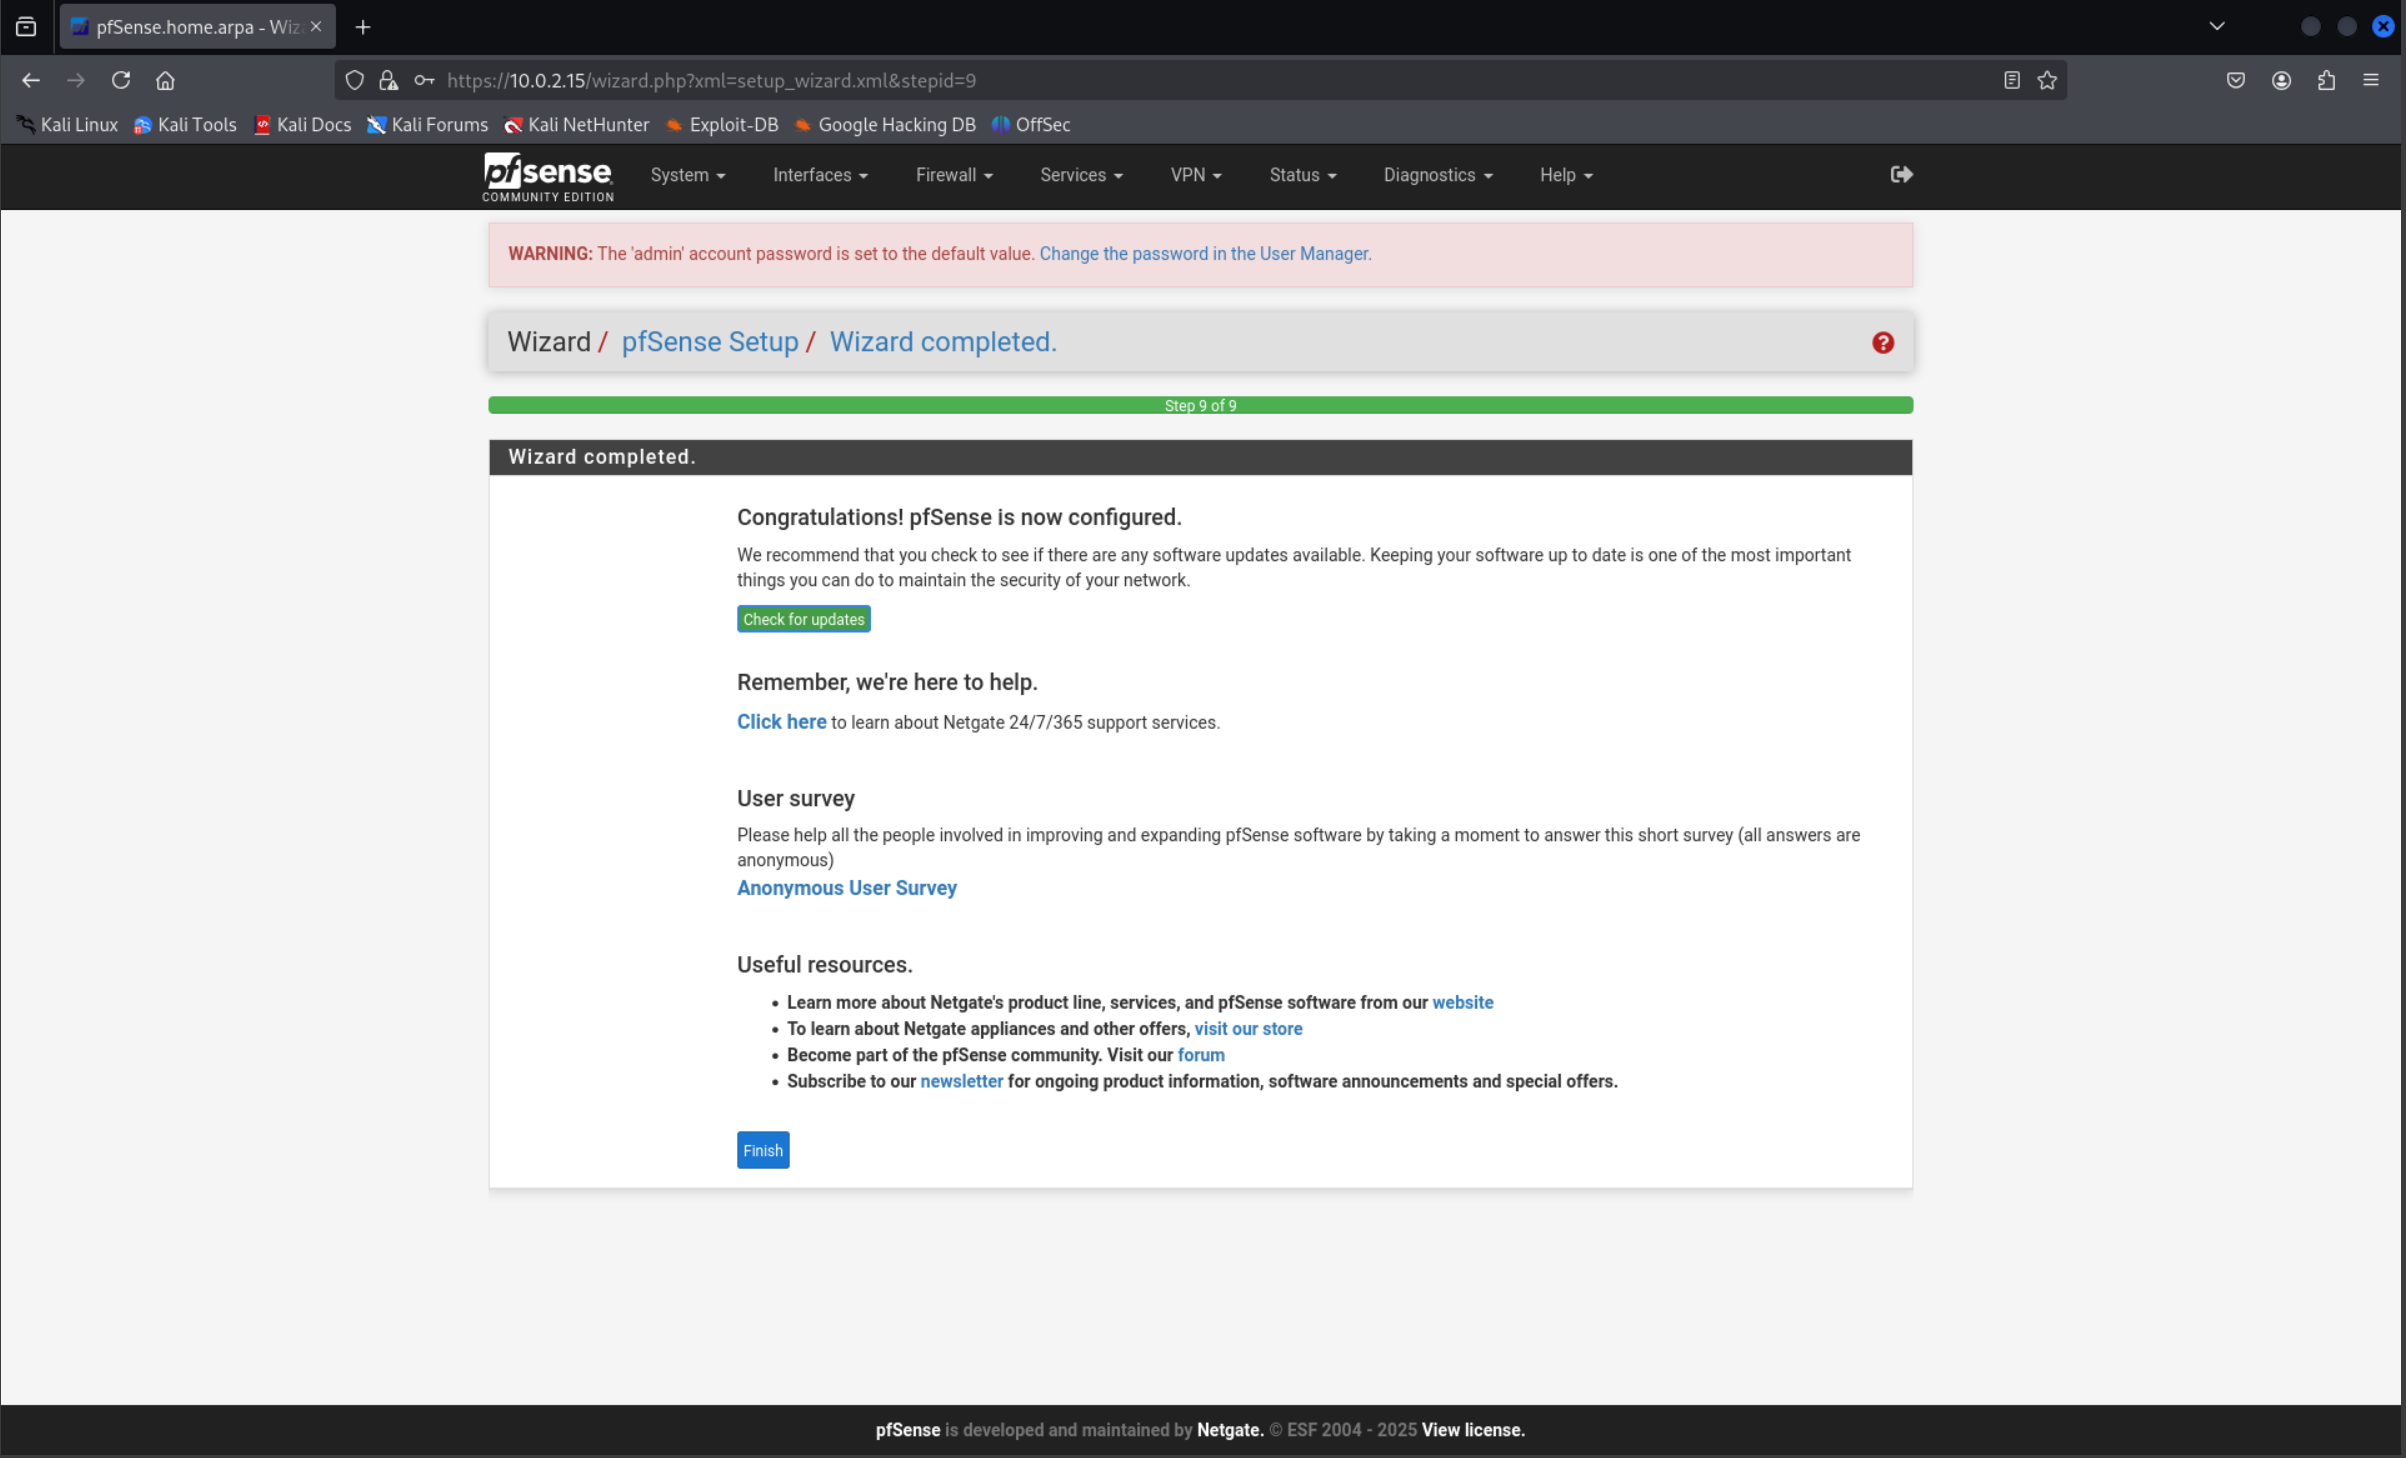 pfSense.home.arpa - Wiz
https://10.0.2.15/wizard.php?xml=setup_wizard.xml&stepid=9
Kali Linux Kali Tools Kali Docs Kali Forums Kali NetHunter Exploit-DB Google Hacking DB OffSec
pfsense
COMMUNITY EDITION
System Interfaces Firewall Services VPN Status Diagnostics Help
WARNING: The 'admin' account password is set to the default value. Change the password in the User Manager.
Wizard / pfSense Setup / Wizard completed.
Step 9 of 9
Wizard completed.
Congratulations! pfSense is now configured.
We recommend that you check to see if there are any software updates available. Keeping your software up to date is one of the most important
things you can do to maintain the security of your network.
Check for updates
Remember, we're here to help.
Click here to learn about Netgate 24/7/365 support services.
User survey
Please help all the people involved in improving and expanding pfSense software by taking a moment to answer this short survey (all answers are
anonymous)
Anonymous User Survey
Useful resources.
• Learn more about Netgate's product line, services, and pfSense software from our website
• To learn about Netgate appliances and other offers, visit our store
• Become part of the pfSense community. Visit our forum
• Subscribe to our newsletter for ongoing product information, software announcements and special offers.
Finish
pfSense is developed and maintained by Netgate. © ESF 2004 - 2025 View license.